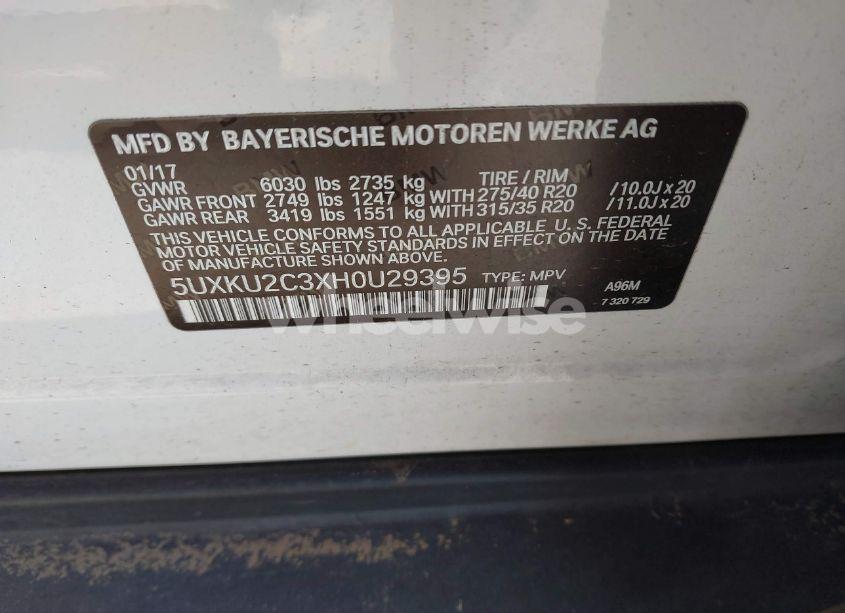 MFD BY BAYERISCHE MOTOREN WERKE AG
01/17
GVWR 6030 lbs 2735 kg TIRE / RIM
GAWR FRONT 2749 lbs 1247 kg WITH 275/40 R20 /10.0J x 20
GAWR REAR 3419 lbs 1551 kg WITH 315/35 R20 /11.0J x 20
THIS VEHICLE CONFORMS TO ALL APPLICABLE U. S. FEDERAL
MOTOR VEHICLE SAFETY STANDARDS IN EFFECT ON THE DATE
OF MANUFACTURE SHOWN ABOVE.
5UXKU2C3XH0U29395 TYPE: MPV A96M
7 320 729
wheelwise